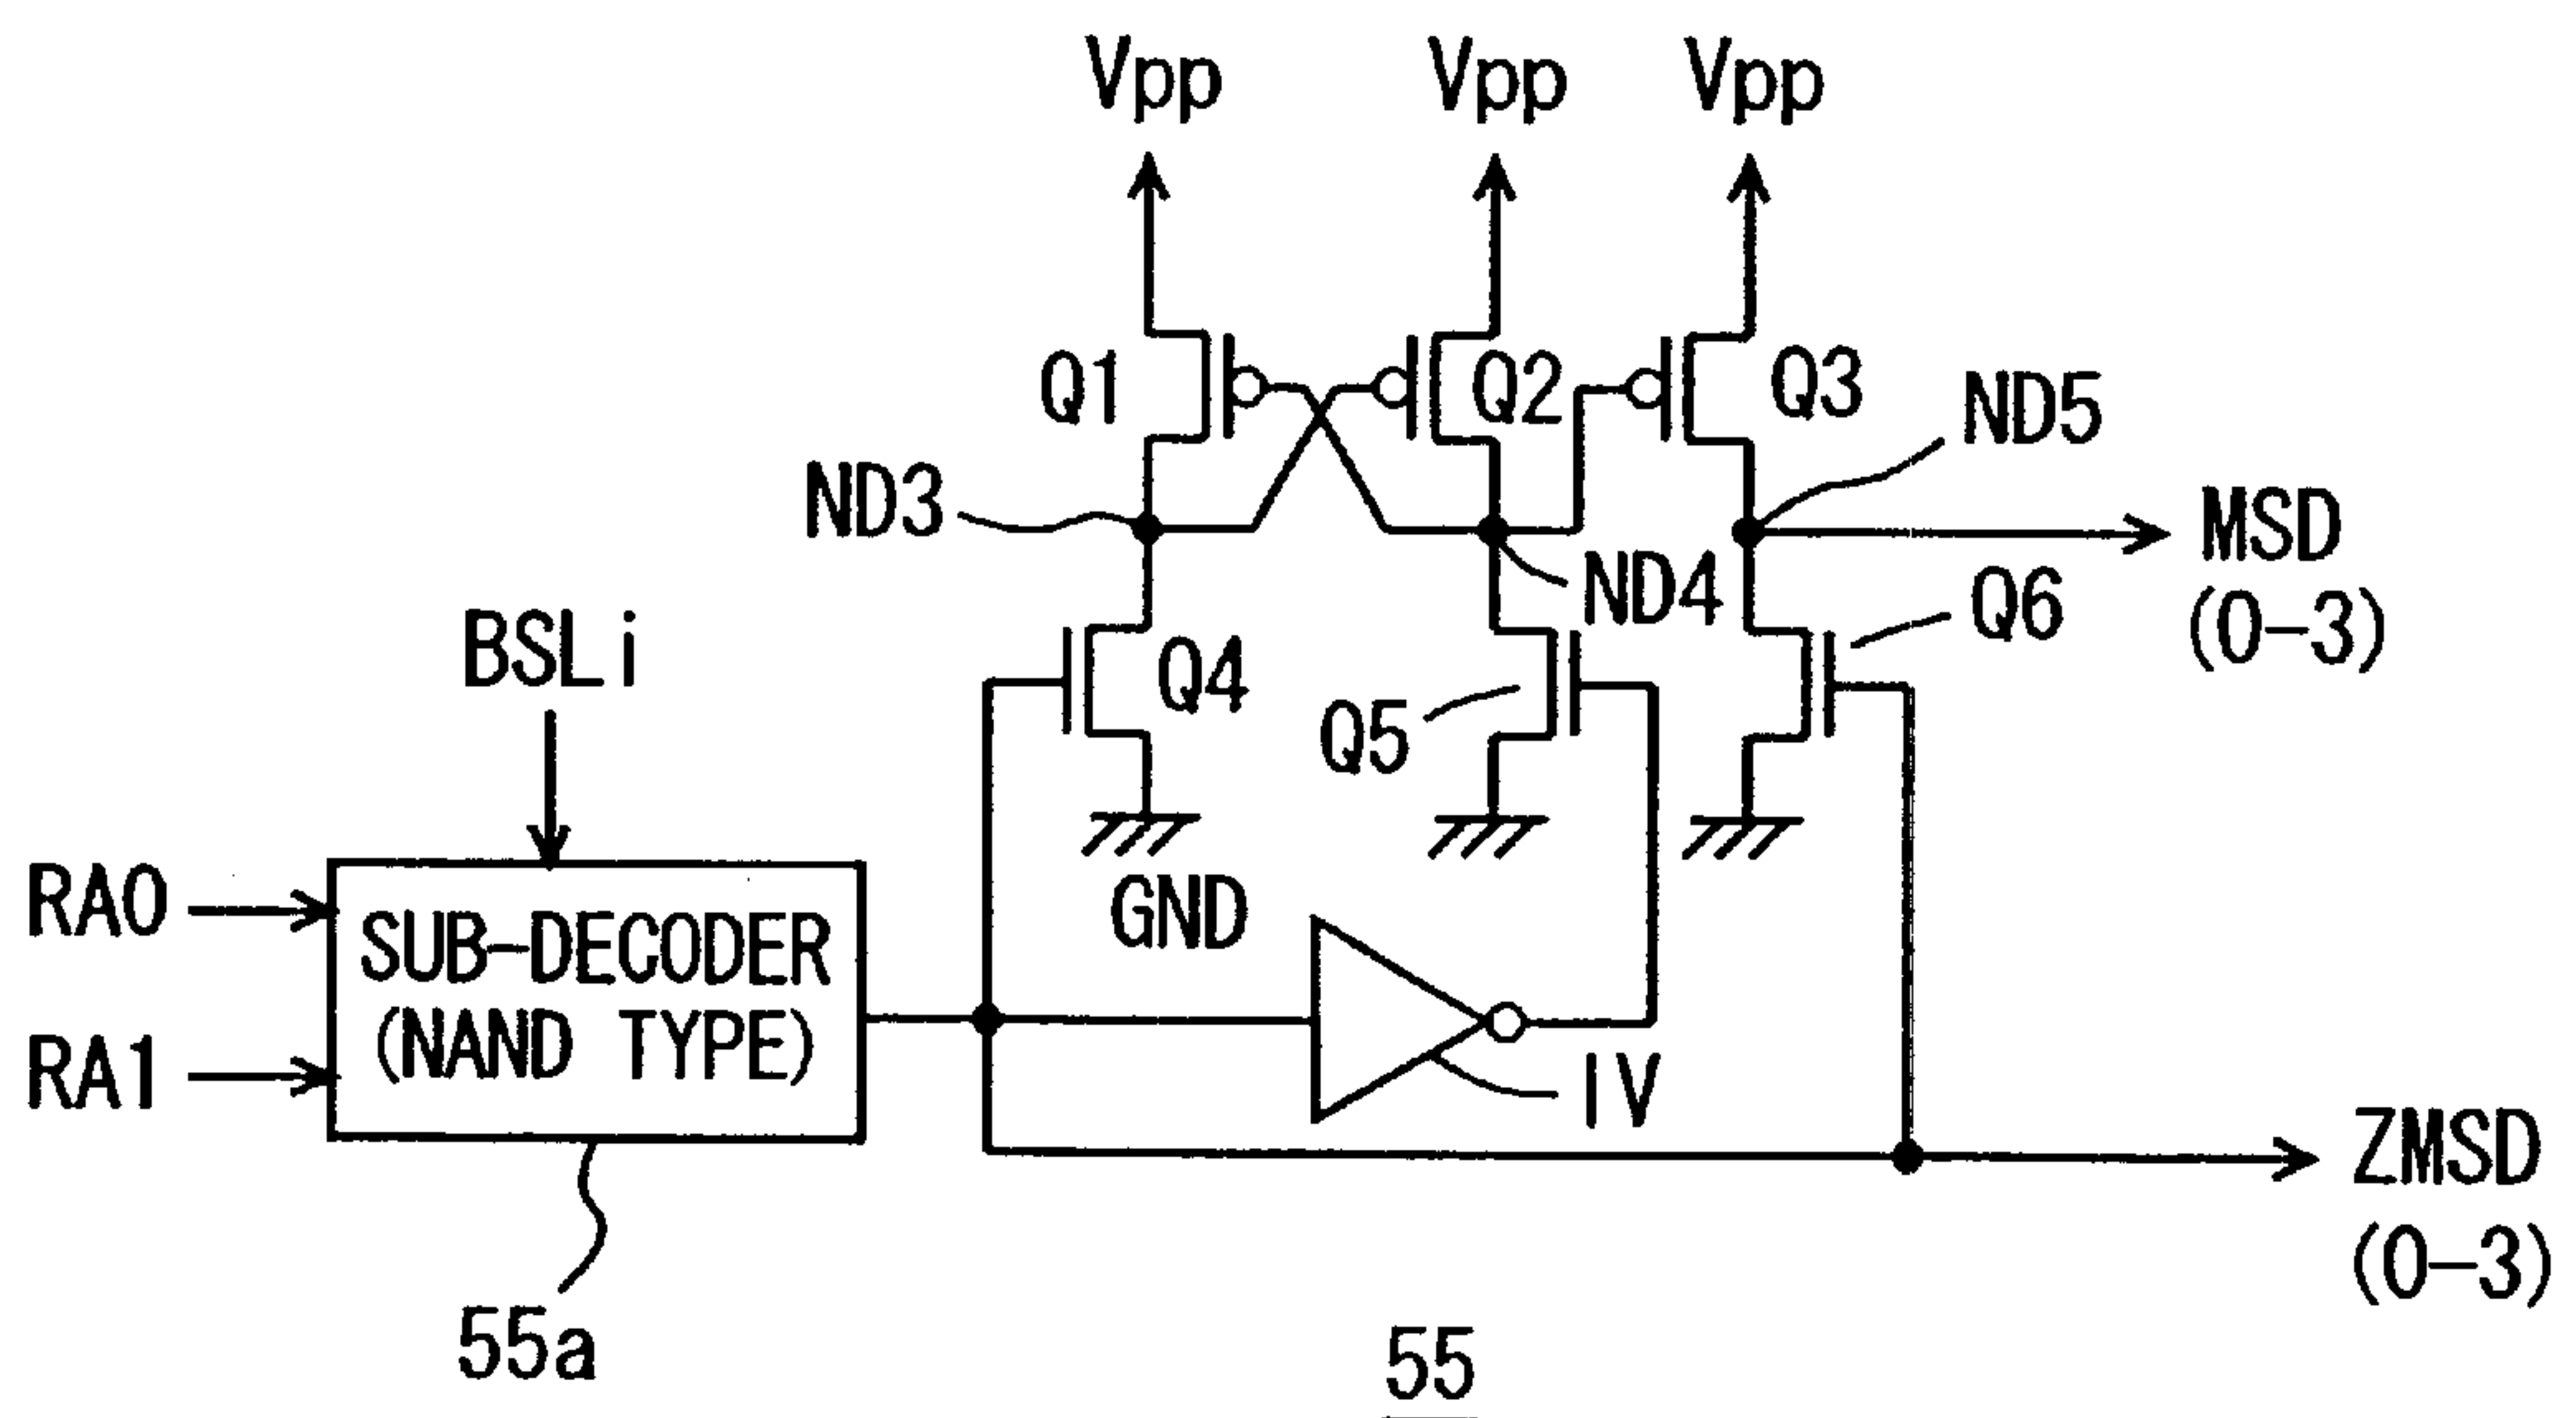 Vpp
Vpp
Vpp
Q1
Q2
Q3
ND5
ND3
MSD
(0-3)
ND4
Q6
BSLi
Q4
Q5
RA0
SUB-DECODER
(NAND TYPE)
GND
RA1
IV
ZMSD
(0-3)
55a
55